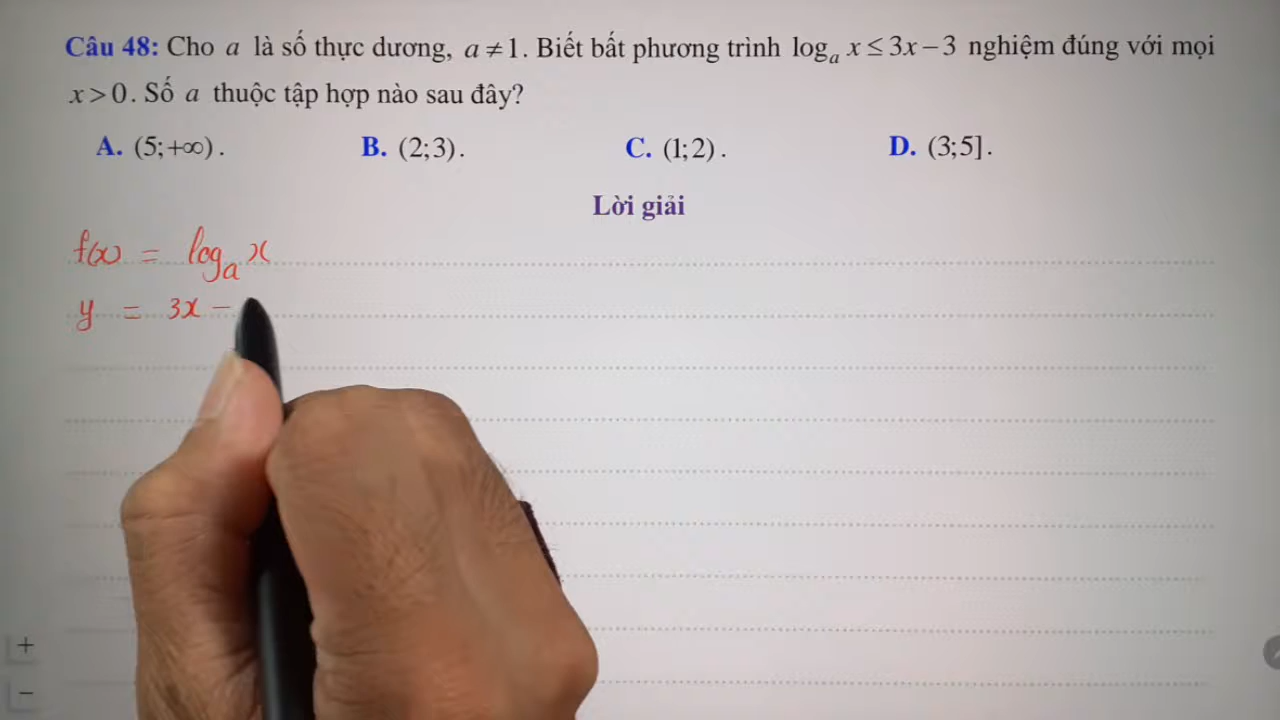 Câu 48: Cho a là số thực dương, a ≠ 1. Biết bất phương trình logₐ x ≤ 3x − 3 nghiệm đúng với mọi
x > 0. Số a thuộc tập hợp nào sau đây?
A. (5;+∞). B. (2;3). C. (1;2). D. (3;5].
Lời giải
f(x) = logₐ x
y = 3x −
+
−